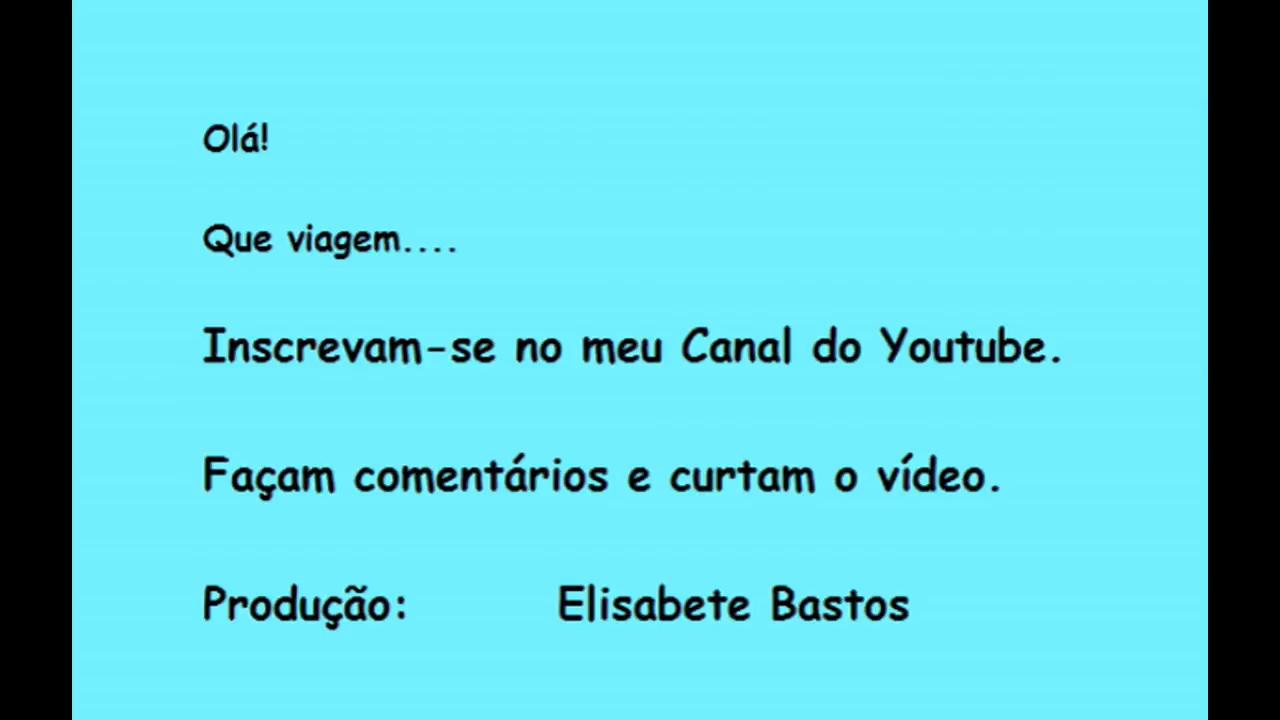 Olá!
Que viagem....
Inscrevam-se no meu Canal do Youtube.
Façam comentários e curtam o vídeo.
Produção: Elisabete Bastos